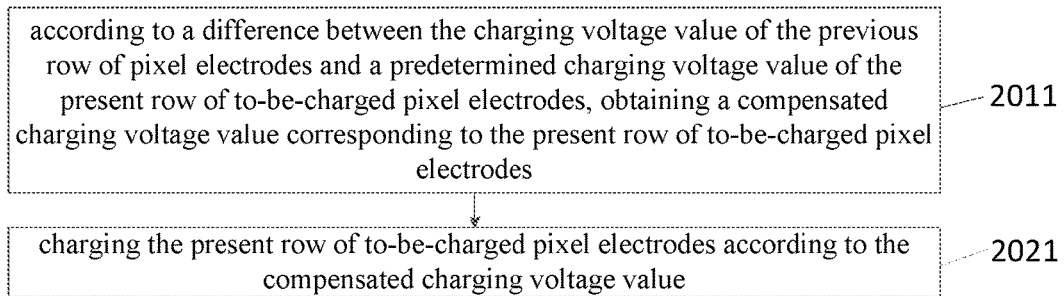 according to a difference between the charging voltage value of the previous
row of pixel electrodes and a predetermined charging voltage value of the
present row of to-be-charged pixel electrodes, obtaining a compensated
charging voltage value corresponding to the present row of to-be-charged pixel
electrodes
2011
charging the present row of to-be-charged pixel electrodes according to the
compensated charging voltage value
2021